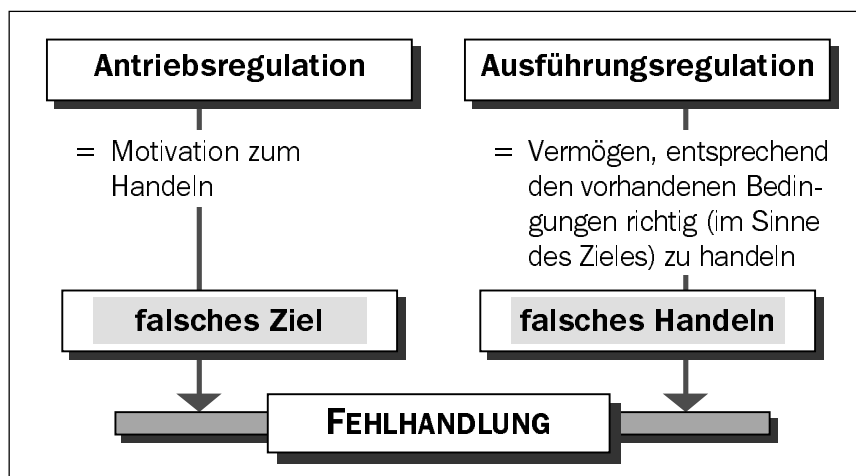 Antriebsregulation
= Motivation zum
Handeln
falsches Ziel
Ausführungsregulation
= Vermögen, entsprechend
den vorhandenen Bedin-
gungen richtig (im Sinne
des Zieles) zu handeln
falsches Handeln
FEHLHANDLUNG